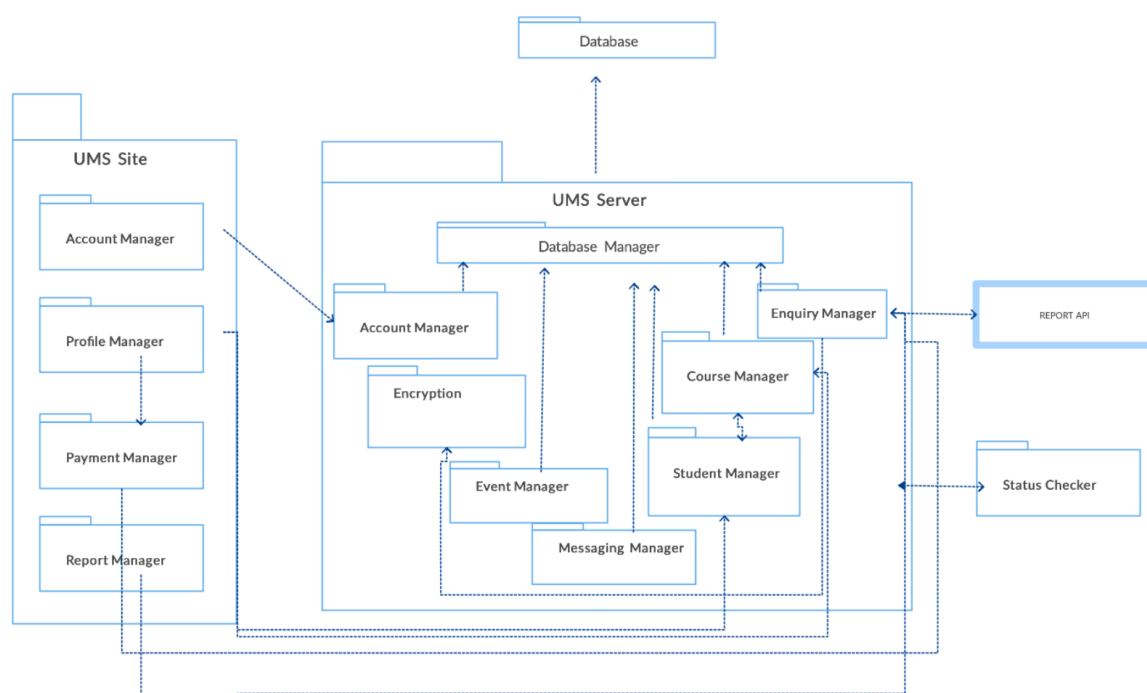 Database
UMS Site
Account Manager
Profile Manager
Payment Manager
Report Manager
UMS Server
Database Manager
Account Manager
Enquiry Manager
Encryption
Course Manager
Event Manager
Student Manager
Messaging Manager
REPORT API
Status Checker